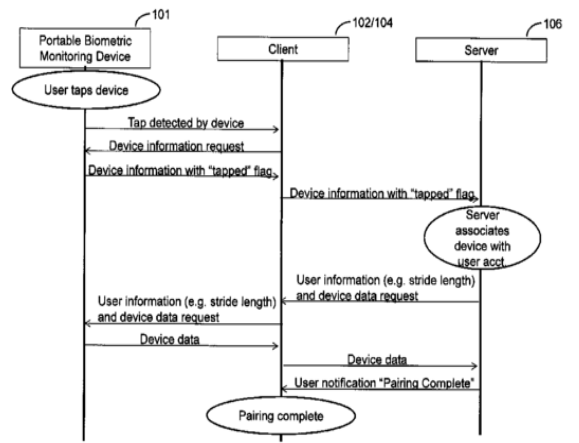 101
102/104
106
Portable Biometric
Monitoring Device
Client
Server
User taps device
Tap detected by device
Device information request
Device information with "tapped" flag
Device information with "tapped" flag
Server
associates
device with
user acct.
User information (e.g. stride length)
and device data request
User information (e.g. stride length)
and device data request
Device data
Device data
User notification "Pairing Complete"
Pairing complete